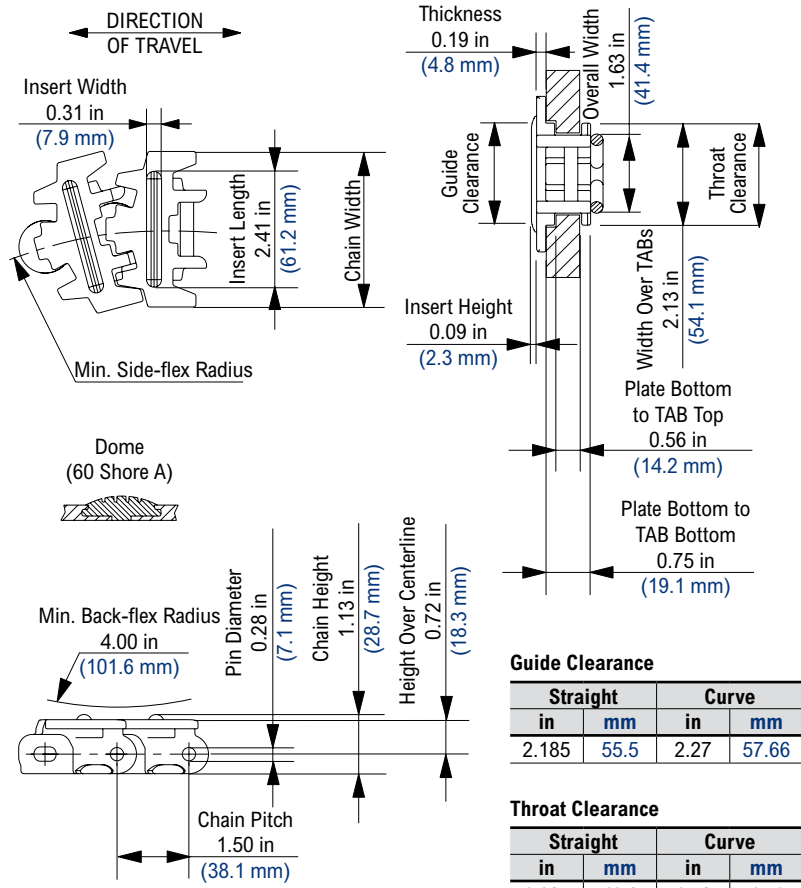 DIRECTION
OF TRAVEL
Insert Width
0.31 in
(7.9 mm)
Insert Length
2.41 in
(61.2 mm)
Chain Width
Min. Side-flex Radius
Thickness
0.19 in
(4.8 mm)
Overall Width
1.63 in
(41.4 mm)
Guide
Clearance
Throat
Clearance
Insert Height
0.09 in
(2.3 mm)
Width Over TABs
2.13 in
(54.1 mm)
Plate Bottom
to TAB Top
0.56 in
(14.2 mm)
Plate Bottom to
TAB Bottom
0.75 in
(19.1 mm)
Dome
(60 Shore A)
Min. Back-flex Radius
4.00 in
(101.6 mm)
Pin Diameter
0.28 in
(7.1 mm)
Chain Height
1.13 in
(28.7 mm)
Height Over Centerline
0.72 in
(18.3 mm)
Chain Pitch
1.50 in
(38.1 mm)
Guide Clearance
Straight Curve
in mm in mm
2.185 55.5 2.27 57.66
Throat Clearance
Straight Curve
in mm in mm